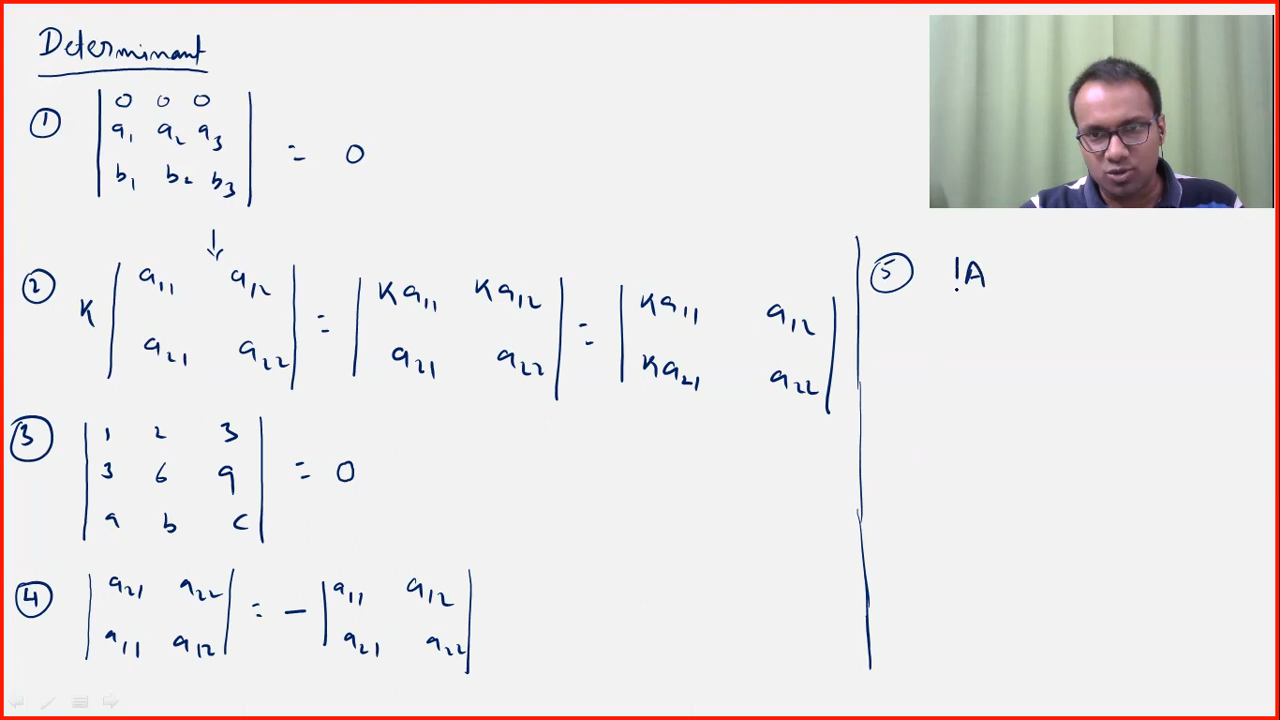 Determinant
① | 0 0 0 |
| a₁ a₂ a₃ | = 0
| b₁ b₂ b₃ |
↓
② K | a₁₁ a₁₂ | = | Ka₁₁ Ka₁₂ | = | Ka₁₁ a₁₂ |
| a₂₁ a₂₂ | | a₂₁ a₂₂ | | Ka₂₁ a₂₂ |
③ | 1 2 3 |
| 3 6 9 | = 0
| a b c |
④ | a₂₁ a₂₂ | = - | a₁₁ a₁₂ |
| a₁₁ a₁₂ | | a₂₁ a₂₂ |
⑤ |A